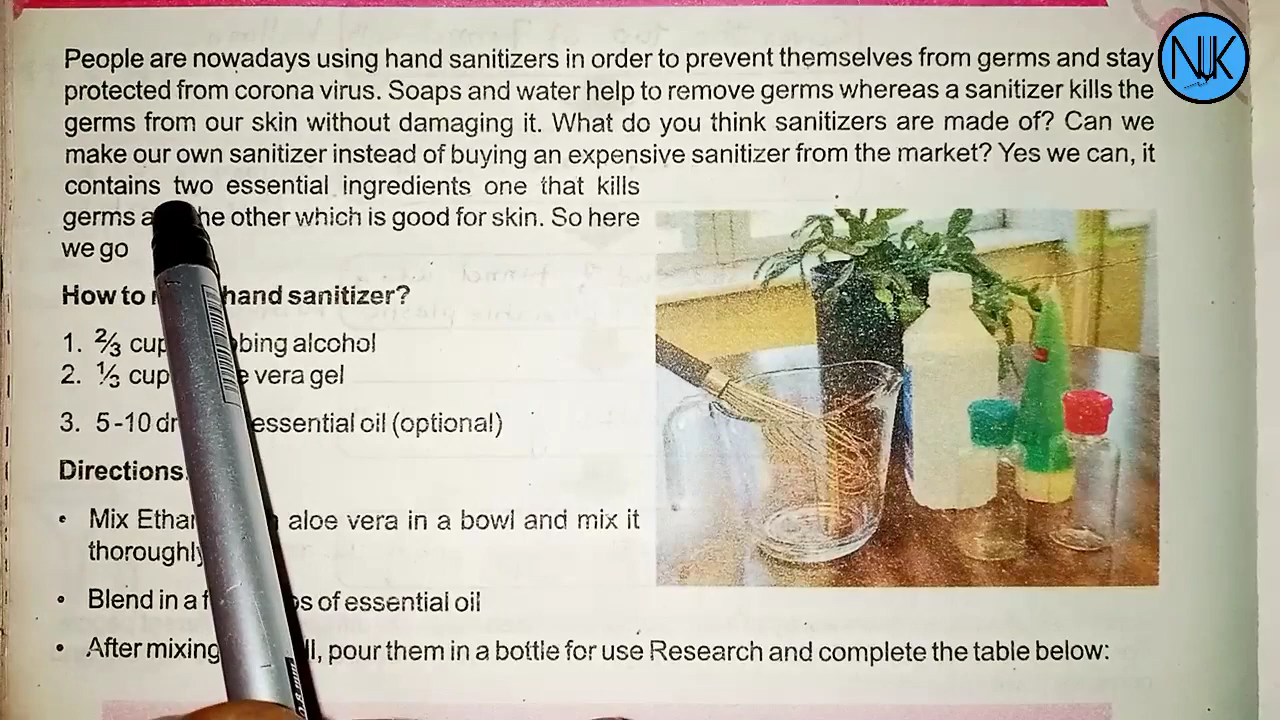 NJK
People are nowadays using hand sanitizers in order to prevent themselves from germs and stay
protected from corona virus. Soaps and water help to remove germs whereas a sanitizer kills the
germs from our skin without damaging it. What do you think sanitizers are made of? Can we
make our own sanitizer instead of buying an expensive sanitizer from the market? Yes we can, it
contains two essential ingredients one that kills
germs a he other which is good for skin. So here
we go
How to hand sanitizer?
1. ⅔ cup bing alcohol
2. ⅓ cup vera gel
3. 5-10 dr essential oil (optional)
Directions
• Mix Ethan aloe vera in a bowl and mix it
thoroughly
• Blend in a f ps of essential oil
• After mixing ll, pour them in a bottle for use Research and complete the table below: